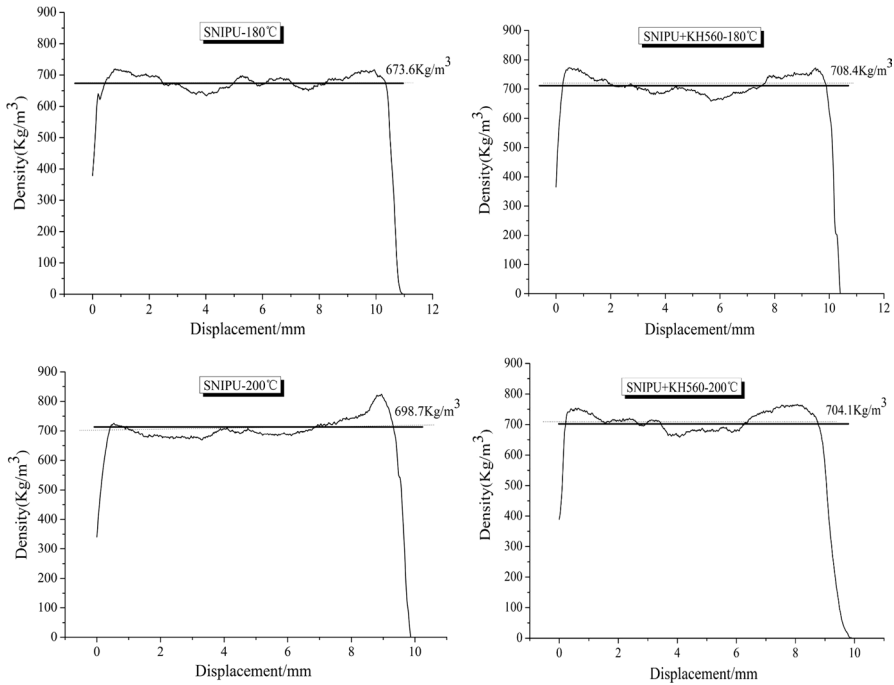 SNIPU-180℃
673.6Kg/m³
Density(Kg/m³)
900
800
700
600
500
400
300
200
100
0
0 2 4 6 8 10 12
Displacement/mm
SNIPU+KH560-180℃
708.4Kg/m³
Density(Kg/m³)
900
800
700
600
500
400
300
200
100
0
0 2 4 6 8 10 12
Displacement/mm
SNIPU-200℃
698.7Kg/m³
Density(Kg/m³)
900
800
700
600
500
400
300
200
100
0
0 2 4 6 8 10
Displacement/mm
SNIPU+KH560-200℃
704.1Kg/m³
Density(Kg/m³)
900
800
700
600
500
400
300
200
100
0
0 2 4 6 8 10
Displacement/mm